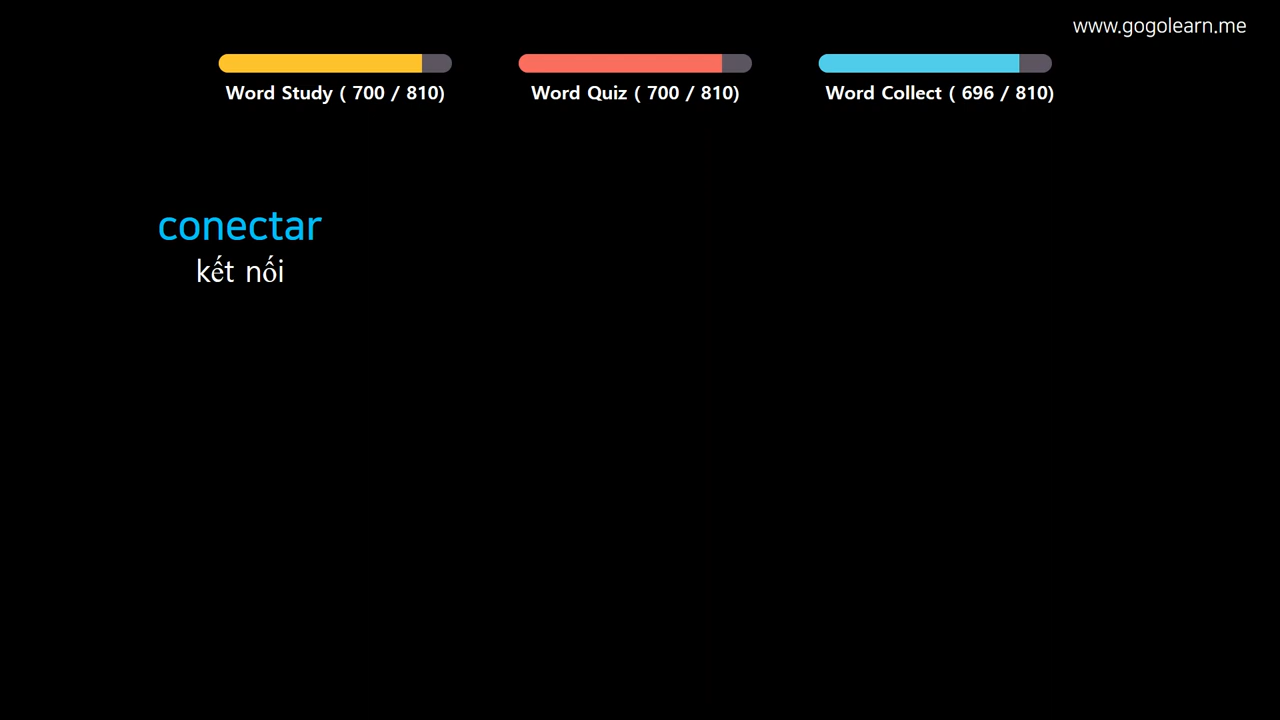 www.gogolearn.me
Word Study ( 700 / 810)
Word Quiz ( 700 / 810)
Word Collect ( 696 / 810)
conectar
kết nối